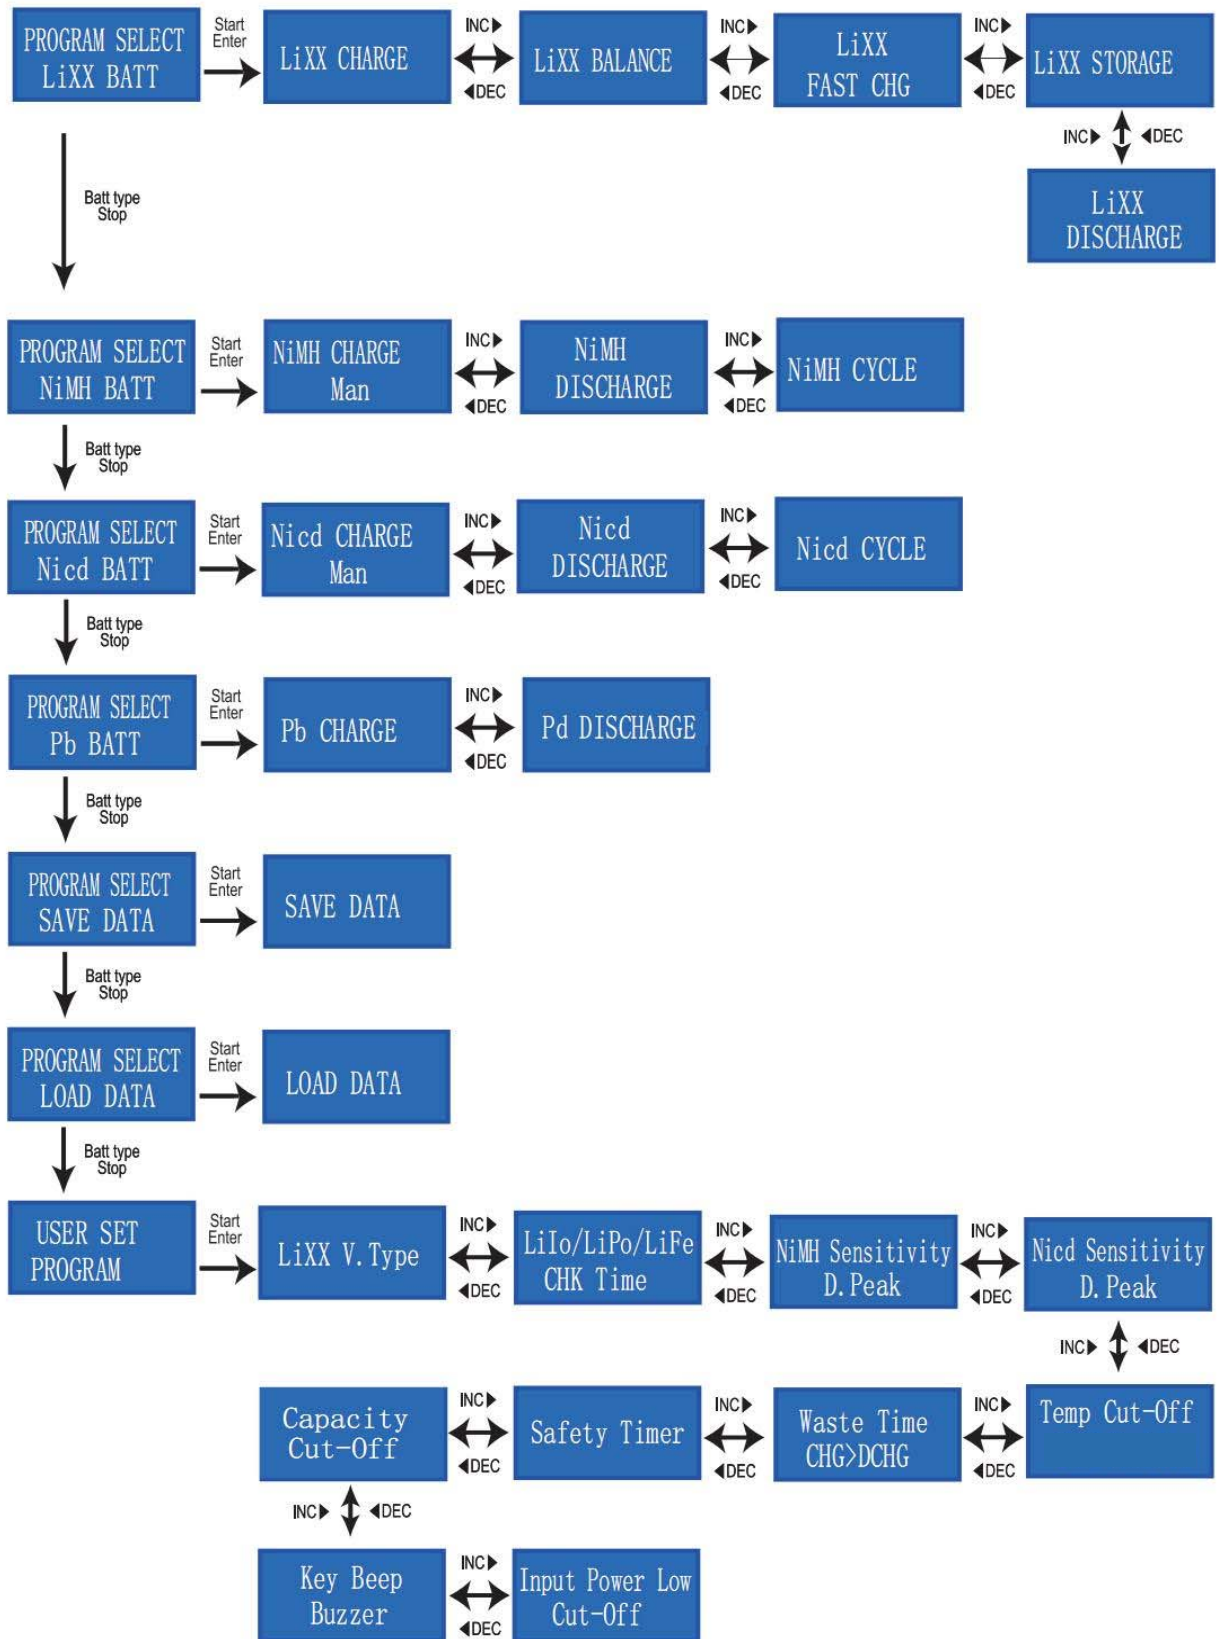 PROGRAM SELECT
LiXX BATT
Start
Enter
LiXX CHARGE
INC▶
◀DEC
LiXX BALANCE
INC▶
◀DEC
LiXX
FAST CHG
INC▶
◀DEC
LiXX STORAGE
INC▶ ◀DEC
LiXX
DISCHARGE
Batt type
Stop
PROGRAM SELECT
NiMH BATT
Start
Enter
NiMH CHARGE
Man
INC▶
◀DEC
NiMH
DISCHARGE
INC▶
◀DEC
NiMH CYCLE
Batt type
Stop
PROGRAM SELECT
Nicd BATT
Start
Enter
Nicd CHARGE
Man
INC▶
◀DEC
Nicd
DISCHARGE
INC▶
◀DEC
Nicd CYCLE
Batt type
Stop
PROGRAM SELECT
Pb BATT
Start
Enter
Pb CHARGE
INC▶
◀DEC
Pd DISCHARGE
Batt type
Stop
PROGRAM SELECT
SAVE DATA
Start
Enter
SAVE DATA
Batt type
Stop
PROGRAM SELECT
LOAD DATA
Start
Enter
LOAD DATA
Batt type
Stop
USER SET
PROGRAM
Start
Enter
LiXX V.Type
INC▶
◀DEC
LiIo/LiPo/LiFe
CHK Time
INC▶
◀DEC
NiMH Sensitivity
D.Peak
INC▶
◀DEC
Nicd Sensitivity
D.Peak
INC▶ ◀DEC
Temp Cut-Off
INC▶
◀DEC
Waste Time
CHG>DCHG
INC▶
◀DEC
Safety Timer
INC▶
◀DEC
Capacity
Cut-Off
INC▶ ◀DEC
Key Beep
Buzzer
INC▶
◀DEC
Input Power Low
Cut-Off